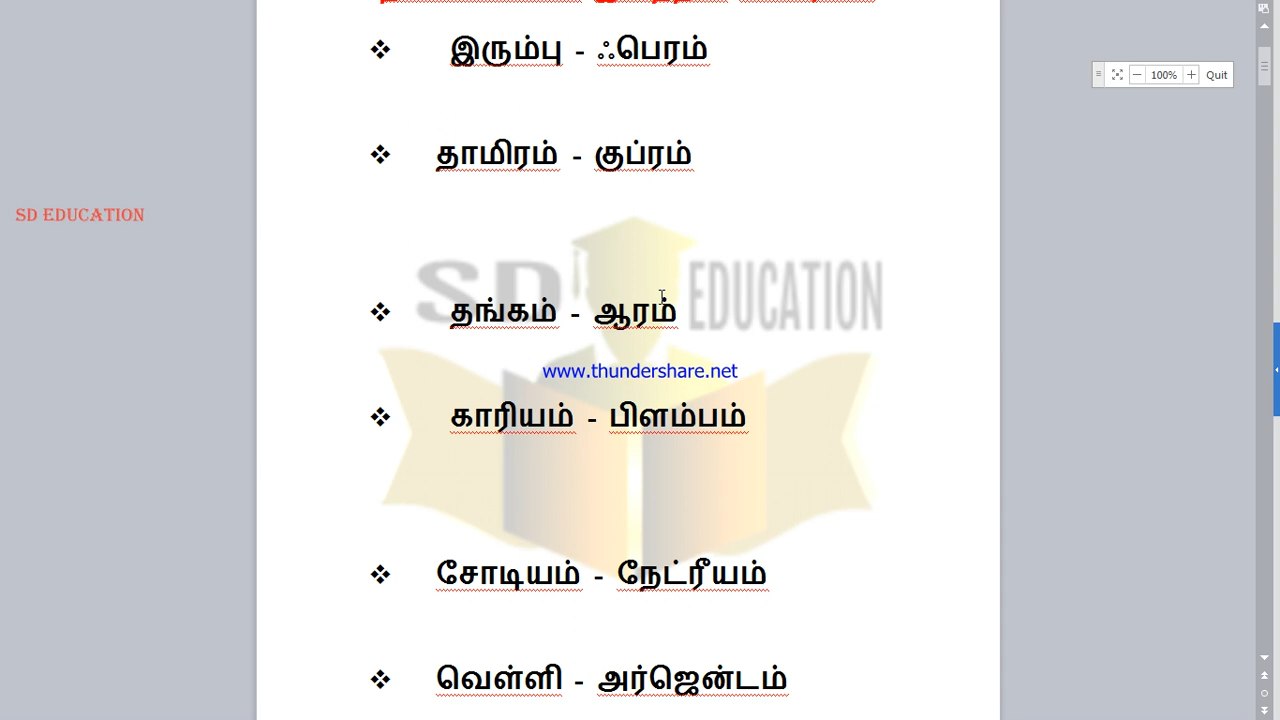 இரும்பு - ஃபெரம்
100%
Quit
தாமிரம் - குப்ரம்
SD EDUCATION
SD EDUCATION
தங்கம் - ஆரம்
www.thundershare.net
காரியம் - பிளம்பம்
சோடியம் - நேட்ரீயம்
வெள்ளி - அர்ஜென்டம்